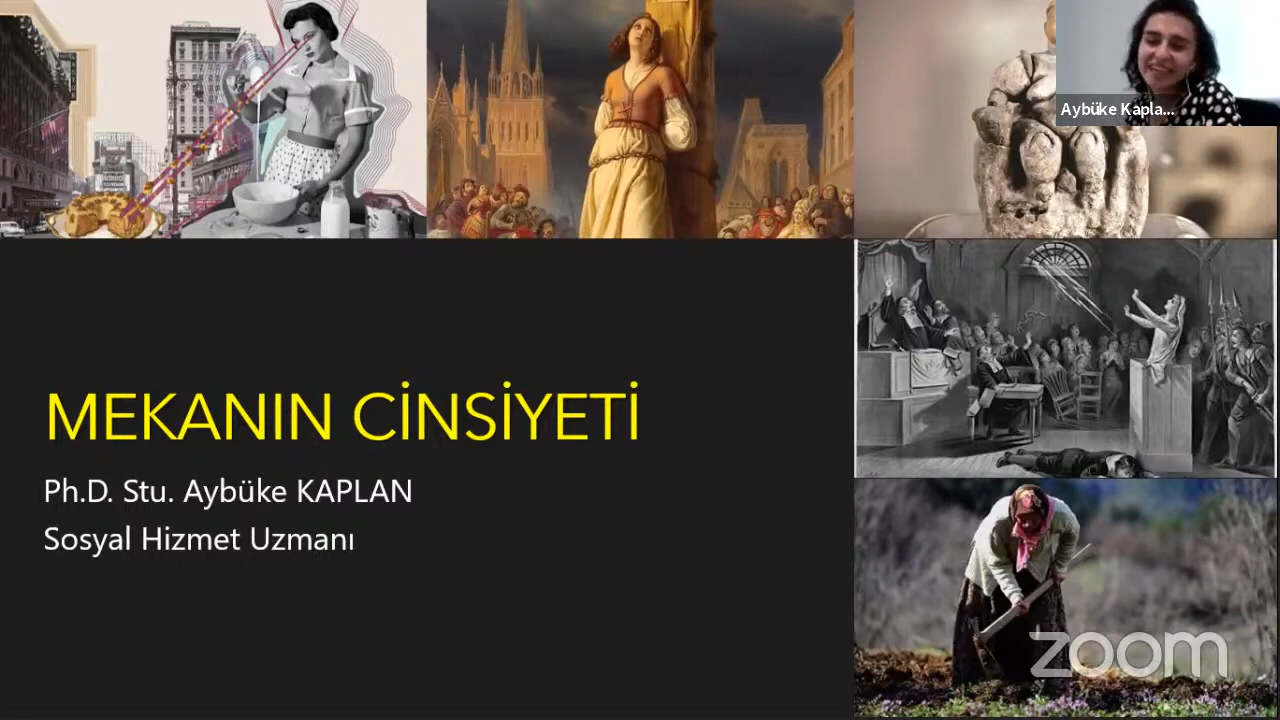 Aybüke Kapla...
MEKANIN CİNSİYETİ
Ph.D. Stu. Aybüke KAPLAN
Sosyal Hizmet Uzmanı
zoom